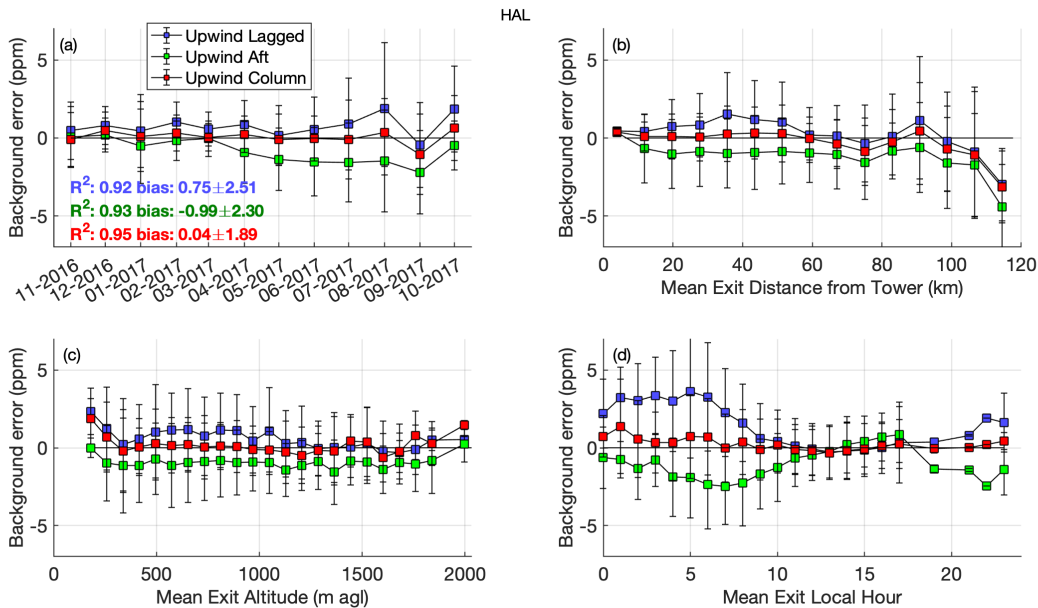 HAL
(a)
Upwind Lagged
Upwind Aft
Upwind Column
Background error (ppm)
5
0
-5
R2: 0.92 bias: 0.75±2.51
R2: 0.93 bias: -0.99±2.30
R2: 0.95 bias: 0.04±1.89
11-2016
12-2016
01-2017
02-2017
03-2017
04-2017
05-2017
06-2017
07-2017
08-2017
09-2017
10-2017
(b)
Background error (ppm)
5
0
-5
0 20 40 60 80 100 120
Mean Exit Distance from Tower (km)
(c)
Background error (ppm)
5
0
-5
0 500 1000 1500 2000
Mean Exit Altitude (m agl)
(d)
Background error (ppm)
5
0
-5
0 5 10 15 20
Mean Exit Local Hour